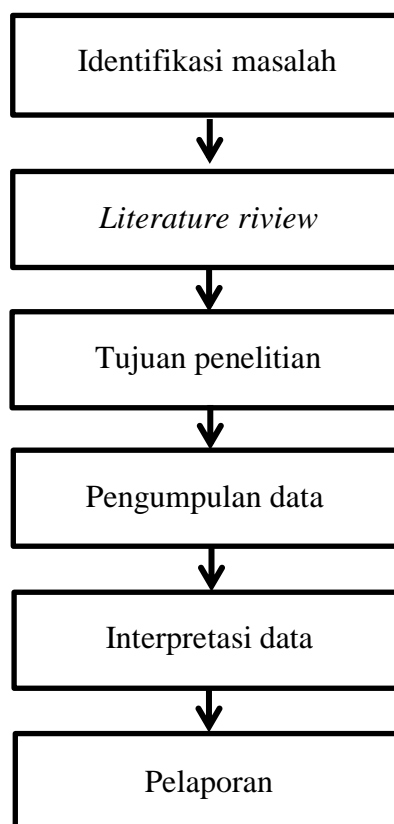 Identifikasi masalah
Literature riview
Tujuan penelitian
Pengumpulan data
Interpretasi data
Pelaporan